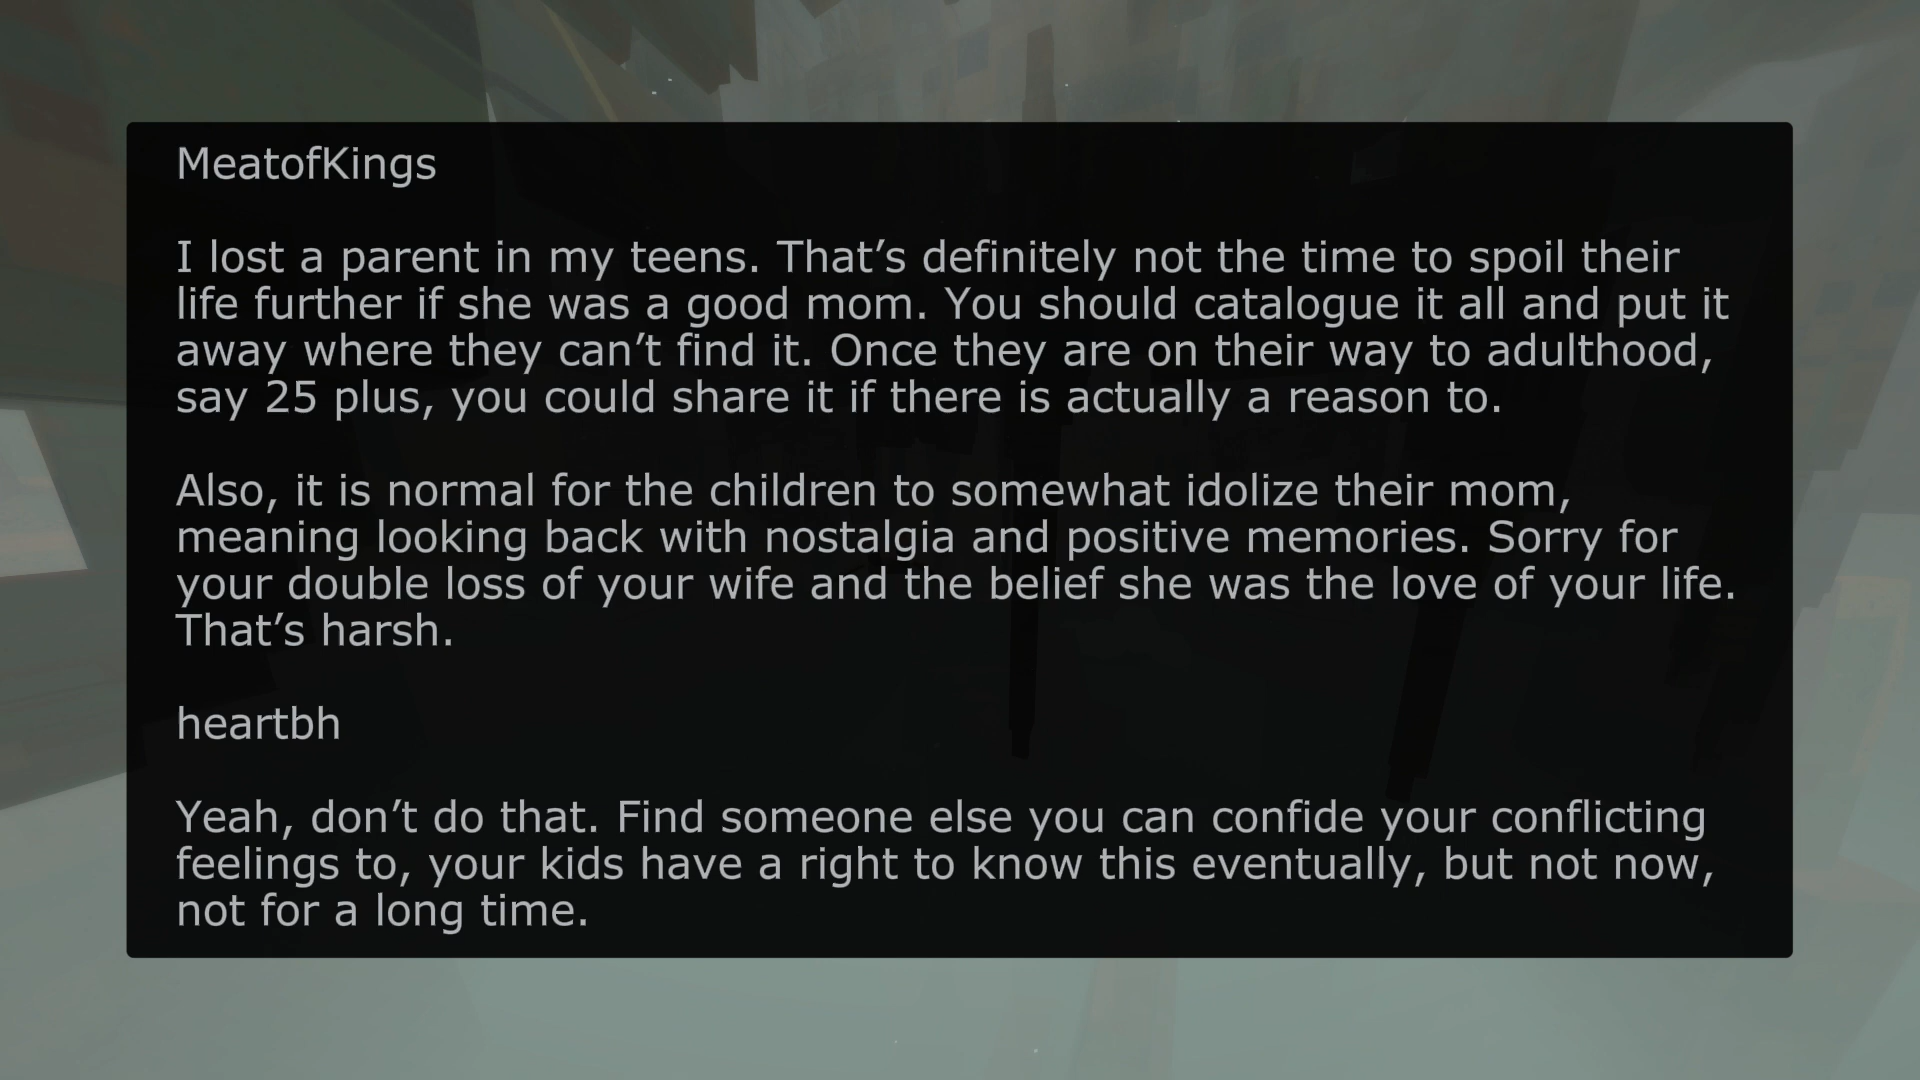 MeatofKings
I lost a parent in my teens. That’s definitely not the time to spoil their
life further if she was a good mom. You should catalogue it all and put it
away where they can’t find it. Once they are on their way to adulthood,
say 25 plus, you could share it if there is actually a reason to.
Also, it is normal for the children to somewhat idolize their mom,
meaning looking back with nostalgia and positive memories. Sorry for
your double loss of your wife and the belief she was the love of your life.
That’s harsh.
heartbh
Yeah, don’t do that. Find someone else you can confide your conflicting
feelings to, your kids have a right to know this eventually, but not now,
not for a long time.